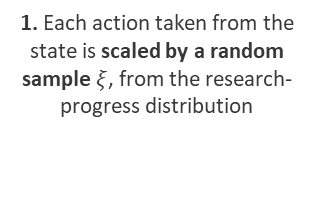 1. Each action taken from the
state is scaled by a random
sample ξ, from the research-
progress distribution